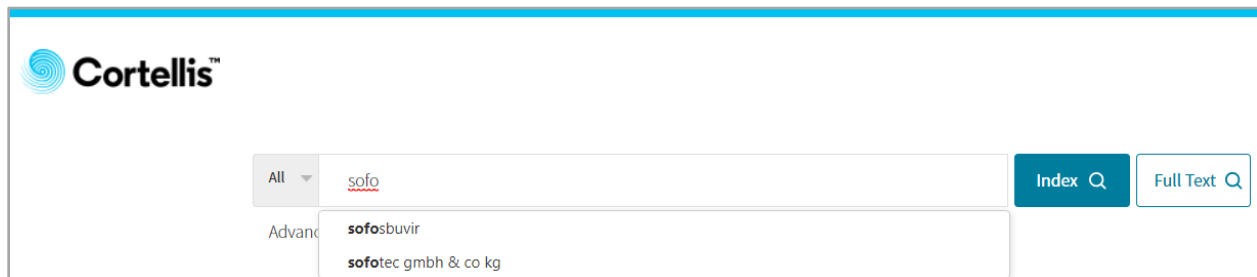 Cortellis™
All
sofo
Index
Full Text
Advanc
sofosbuvir
sofotec gmbh & co kg